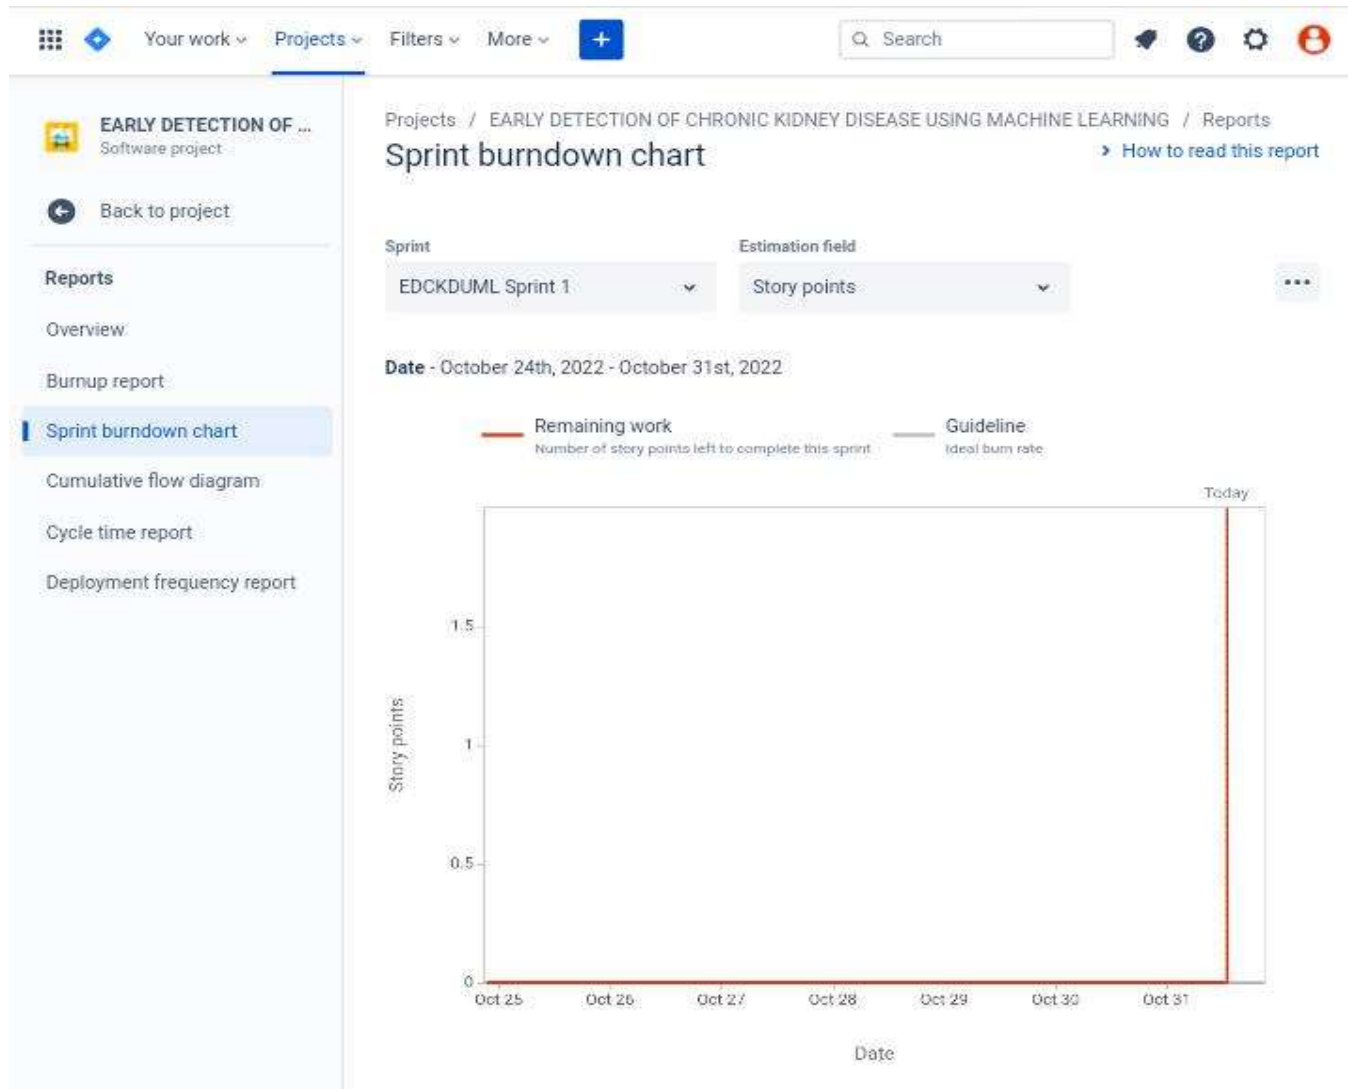 Your work Projects Filters More + Search
EARLY DETECTION OF ...
Software project
Back to project
Reports
Overview
Burnup report
Sprint burndown chart
Cumulative flow diagram
Cycle time report
Deployment frequency report
Projects / EARLY DETECTION OF CHRONIC KIDNEY DISEASE USING MACHINE LEARNING / Reports
Sprint burndown chart
How to read this report
Sprint Estimation field
EDCKDUML Sprint 1 Story points
Date - October 24th, 2022 - October 31st, 2022
Remaining work Guideline
Number of story points left to complete this sprint Ideal burn rate
Today
1.5
1
0.5
0
Story points
Oct 25 Oct 26 Oct 27 Oct 28 Oct 29 Oct 30 Oct 31
Date